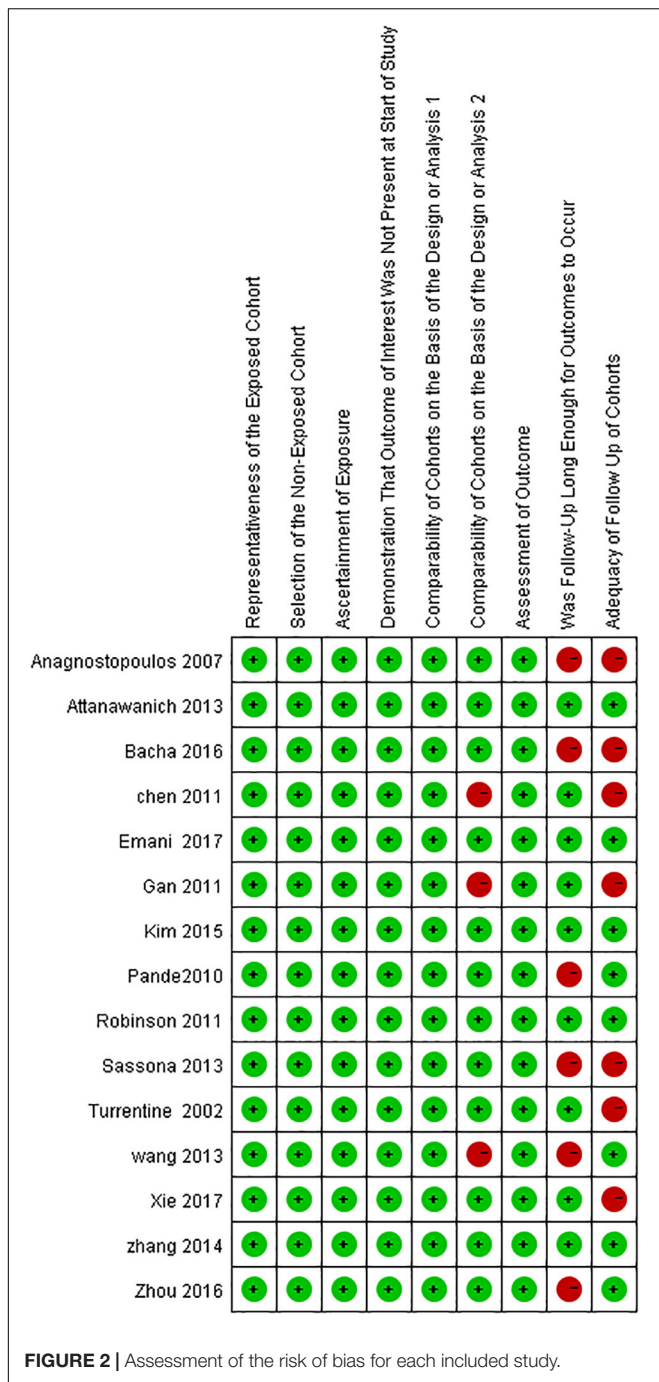 Representativeness of the Exposed Cohort
Selection of the Non-Exposed Cohort
Ascertainment of Exposure
Demonstration That Outcome of Interest Was Not Present at Start of Study
Comparability of Cohorts on the Basis of the Design or Analysis 1
Comparability of Cohorts on the Basis of the Design or Analysis 2
Assessment of Outcome
Was Follow-Up Long Enough for Outcomes to Occur
Adequacy of Follow Up of Cohorts
Anagnostopoulos 2007 + + + + + + + - -
Attanawanich 2013 + + + + + + + + +
Bacha 2016 + + + + + + + - -
chen 2011 + + + + + - + + -
Emani 2017 + + + + + + + + +
Gan 2011 + + + + + - + + -
Kim 2015 + + + + + + + + +
Pande2010 + + + + + + + - +
Robinson 2011 + + + + + + + + +
Sassona 2013 + + + + + + + - -
Turrentine 2002 + + + + + + + + -
wang 2013 + + + + + - + - +
Xie 2017 + + + + + + + + -
zhang 2014 + + + + + + + + +
Zhou 2016 + + + + + + + - +
FIGURE 2 | Assessment of the risk of bias for each included study.